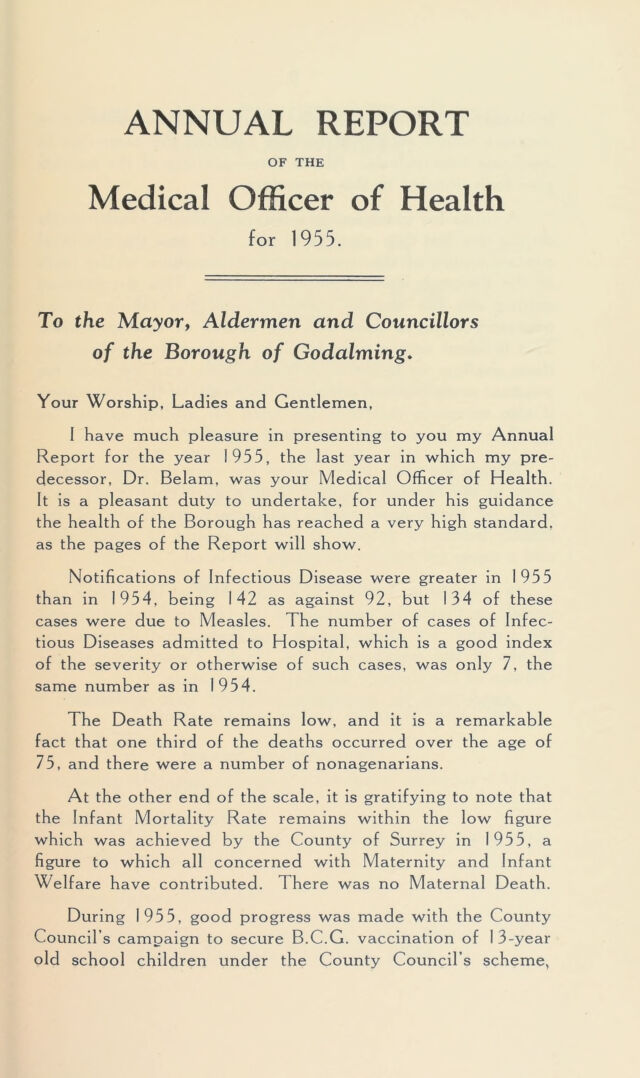 ANNUAL REPORT
OF THE
Medical Officer of Health
for 1955.
To the Mayor, Aldermen and Councillors
of the Borough of Godalming.
Your Worship, Ladies and Gentlemen,
I have much pleasure in presenting to you my Annual
Report for the year 1955, the last year in which my pre-
decessor, Dr. Belam, was your Medical Officer of Health.
It is a pleasant duty to undertake, for under his guidance
the health of the Borough has reached a very high standard,
as the pages of the Report will show.
Notifications of Infectious Disease were greater in 1955
than in 1954, being 142 as against 92, but 134 of these
cases were due to Measles. The number of cases of Infec-
tious Diseases admitted to Hospital, which is a good index
of the severity or otherwise of such cases, was only 7, the
same number as in 1954.
The Death Rate remains low, and it is a remarkable
fact that one third of the deaths occurred over the age of
75, and there were a number of nonagenarians.
At the other end of the scale, it is gratifying to note that
the Infant Mortality Rate remains within the low figure
which was achieved by the County of Surrey in 1955, a
figure to which all concerned with Maternity and Infant
Welfare have contributed. There was no Maternal Death.
During 1955, good progress was made with the County
Council's campaign to secure B.C.G. vaccination of 13-year
old school children under the County Council's scheme,